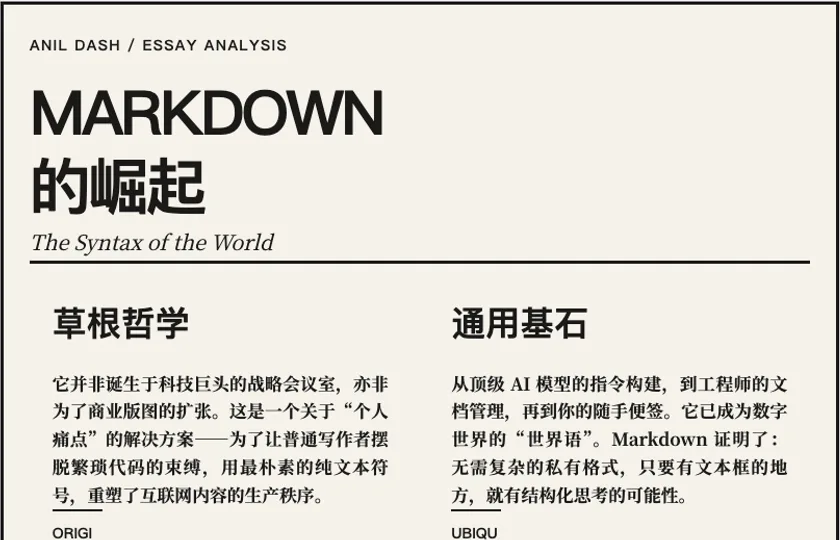 ANIL DASH / ESSAY ANALYSIS
MARKDOWN
的崛起
The Syntax of the World
草根哲学
它并非诞生于科技巨头的战略会议室，亦非
为了商业版图的扩张。这是一个关于“个人
痛点”的解决方案——为了让普通写作者摆
脱繁琐代码的束缚，用最朴素的纯文本符
号，重塑了互联网内容的生产秩序。
ORIGI
通用基石
从顶级 AI 模型的指令构建，到工程师的文
档管理，再到你的随手便签。它已成为数字
世界的“世界语”。Markdown 证明了：
无需复杂的私有格式，只要有文本框的地
方，就有结构化思考的可能性。
UBIQU